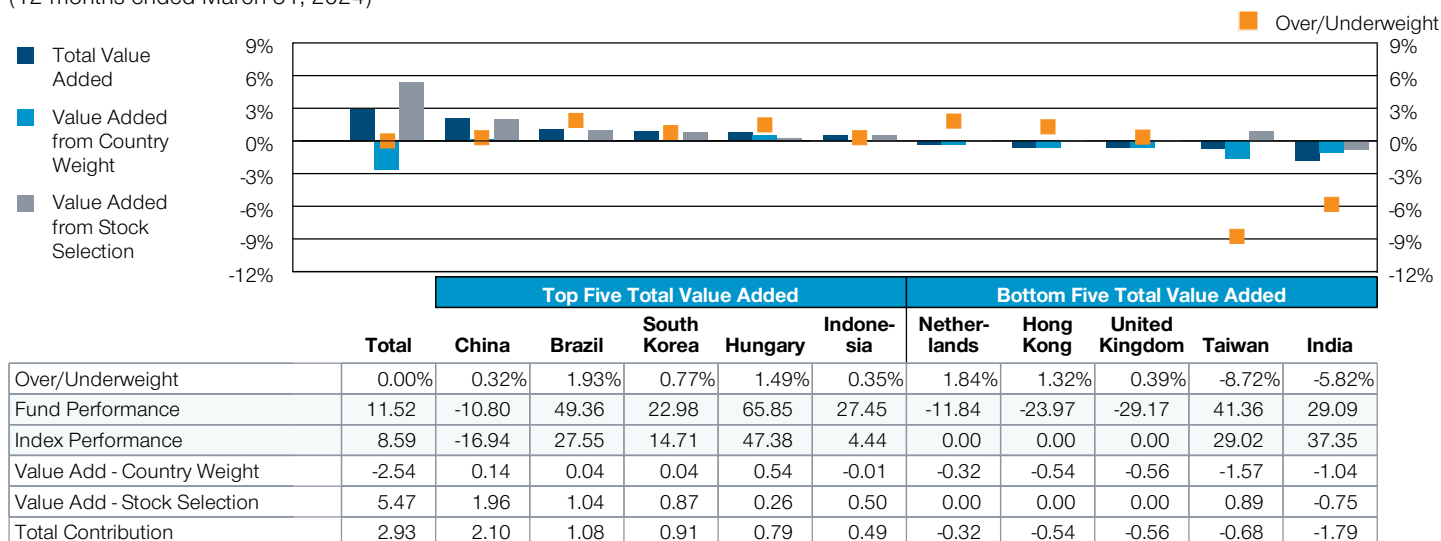 (12 months ended March 31, 2024)
Over/Underweight
Total Value
Added
Value Added
from Country
Weight
Value Added
from Stock
Selection
9% 9%
6% 6%
3% 3%
0% 0%
-3% -3%
-6% -6%
-9% -9%
-12% -12%
Top Five Total Value Added Bottom Five Total Value Added
Total China Brazil South Korea Hungary Indone-sia Nether-lands Hong Kong United Kingdom Taiwan India
Over/Underweight 0.00% 0.32% 1.93% 0.77% 1.49% 0.35% 1.84% 1.32% 0.39% -8.72% -5.82%
Fund Performance 11.52 -10.80 49.36 22.98 65.85 27.45 -11.84 -23.97 -29.17 41.36 29.09
Index Performance 8.59 -16.94 27.55 14.71 47.38 4.44 0.00 0.00 0.00 29.02 37.35
Value Add - Country Weight -2.54 0.14 0.04 0.04 0.54 -0.01 -0.32 -0.54 -0.56 -1.57 -1.04
Value Add - Stock Selection 5.47 1.96 1.04 0.87 0.26 0.50 0.00 0.00 0.00 0.89 -0.75
Total Contribution 2.93 2.10 1.08 0.91 0.79 0.49 -0.32 -0.54 -0.56 -0.68 -1.79